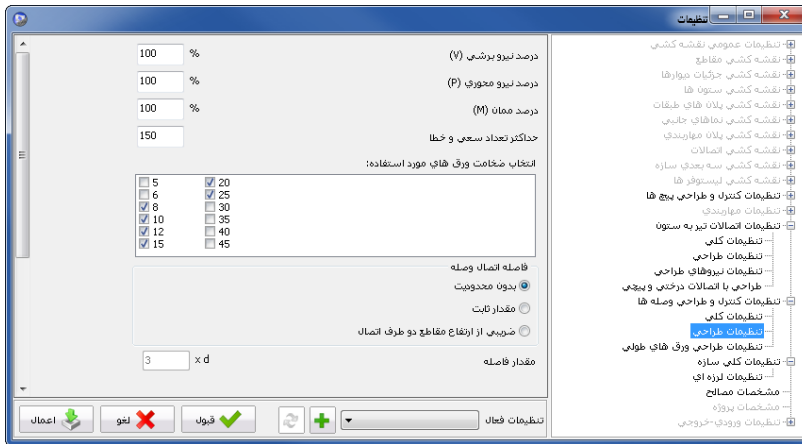 تنظیمات
تنظیمات عمومی نقشه کشی
نقشه کشی مقاطع
نقشه کشی جزئیات دیوارها
نقشه کشی ستون ها
نقشه کشی پلان های طبقات
نقشه کشی نماهای جانبی
نقشه کشی پلان مهاربندی
نقشه کشی اتصالات
نقشه کشی سه بعدی سازه
نقشه کشی لیستوفر ها
تنظیمات کنترل و طراحی پیچ ها
تنظیمات مهاربندی
تنظیمات اتصالات تیر به ستون
تنظیمات کلی
تنظیمات طراحی
تنظیمات نیروهای طراحی
طراحی با اتصالات درختی و پیچی
تنظیمات کنترل و طراحی وصله ها
تنظیمات کلی
تنظیمات طراحی
تنظیمات طراحی ورق های طولی
تنظیمات کلی سازه
تنظیمات لرزه ای
مشخصات مصالح
مشخصات پروژه
تنظیمات ورودی-خروجی
درصد نیرو برشی (V) 100 %
درصد نیرو محوری (P) 100 %
درصد ممان (M) 100 %
حداکثر تعداد سعی و خطا 150
انتخاب ضخامت ورق های مورد استفاده:
5 20
6 25
8 30
10 35
12 40
15 45
فاصله اتصال وصله
بدون محدودیت
مقدار ثابت
ضریبی از ارتفاع مقاطع دو طرف اتصال
مقدار فاصله x d 3
تنظیمات فعال
قبول
لغو
اعمال